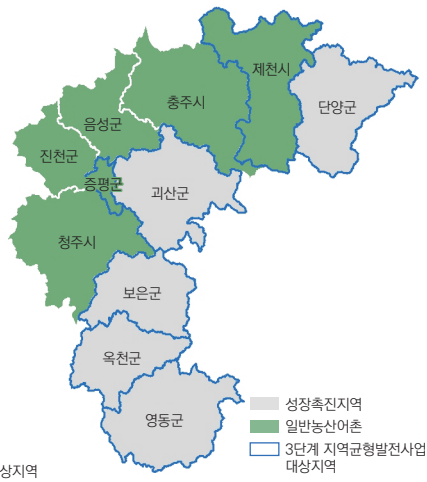 제천시
충주시
단양군
음성군
진천군
증평군
괴산군
청주시
보은군
옥천군
영동군
성장촉진지역
일반농산어촌
3단계 지역균형발전사업
대상지역
상지역